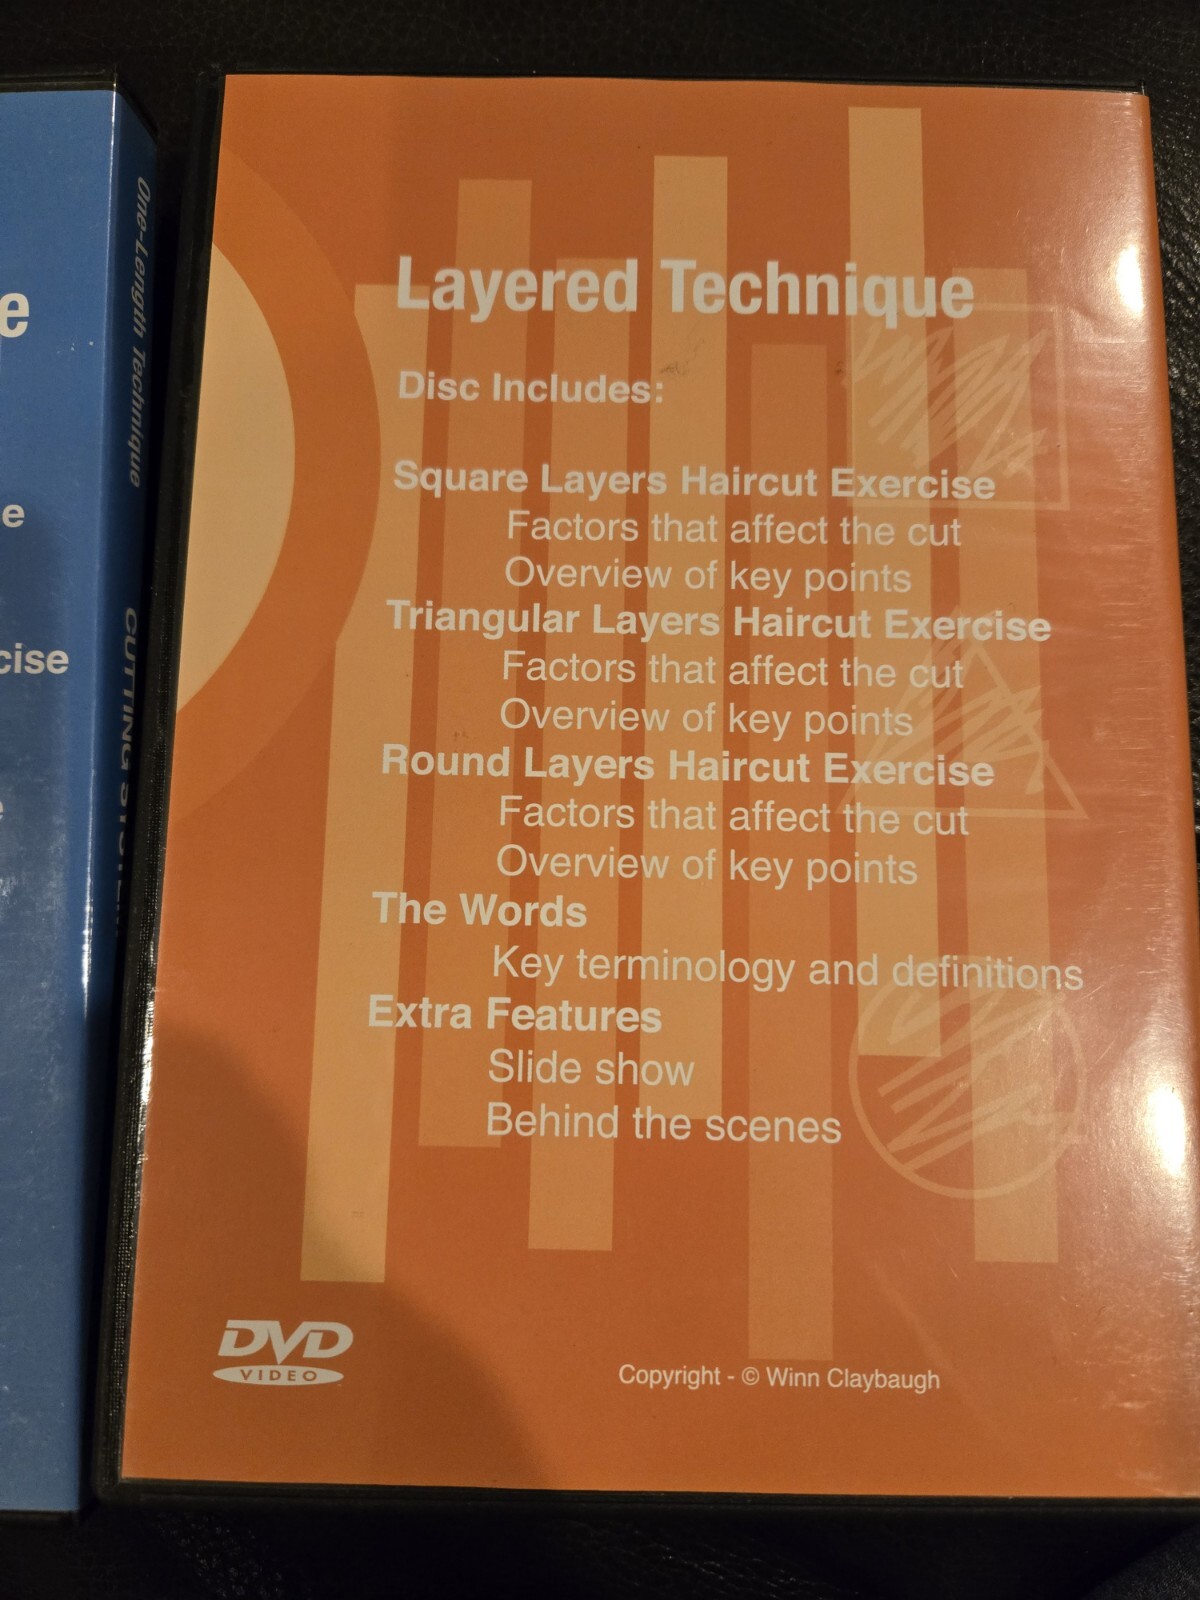 e
e
cise
One-Length Technique
CUTTING SYSTEM
Layered Technique
Disc Includes:
Square Layers Haircut Exercise
Factors that affect the cut
Overview of key points
Triangular Layers Haircut Exercise
Factors that affect the cut
Overview of key points
Round Layers Haircut Exercise
Factors that affect the cut
Overview of key points
The Words
Key terminology and definitions
Extra Features
Slide show
Behind the scenes
DVD
VIDEO
Copyright - © Winn Claybaugh